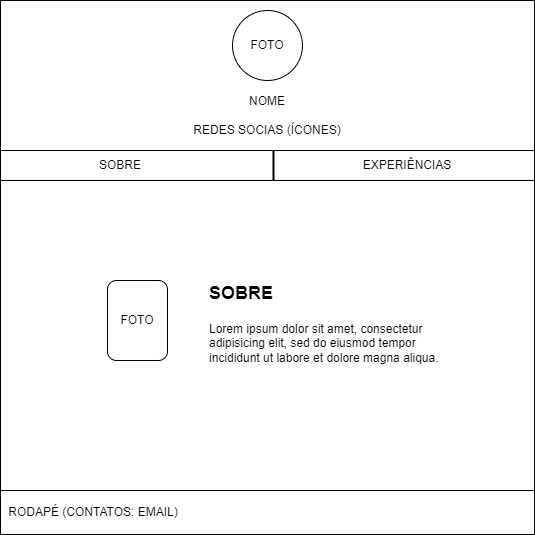 FOTO
NOME
REDES SOCIAS (ÍCONES)
SOBRE
EXPERIÊNCIAS
FOTO
SOBRE
Lorem ipsum dolor sit amet, consectetur
adipisicing elit, sed do eiusmod tempor
incididunt ut labore et dolore magna aliqua.
RODAPÉ (CONTATOS: EMAIL)